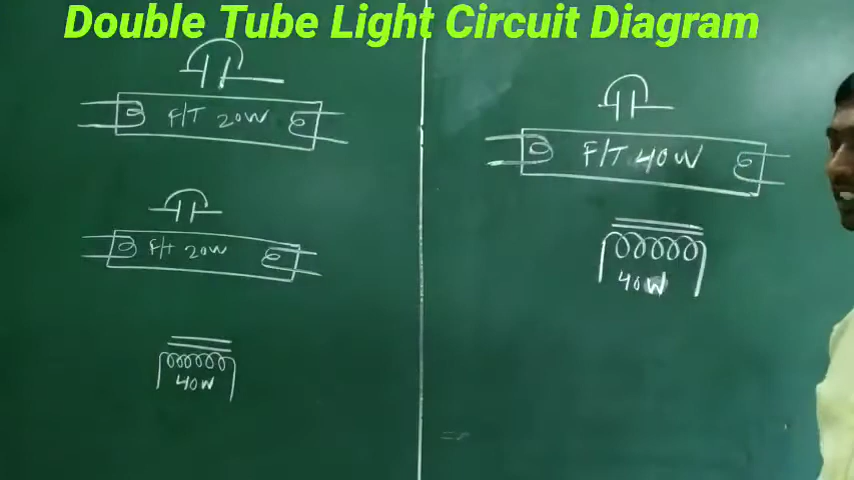 Double Tube Light Circuit Diagram
F/T 20W
F/T 20W
40W
F/T 40W
40W